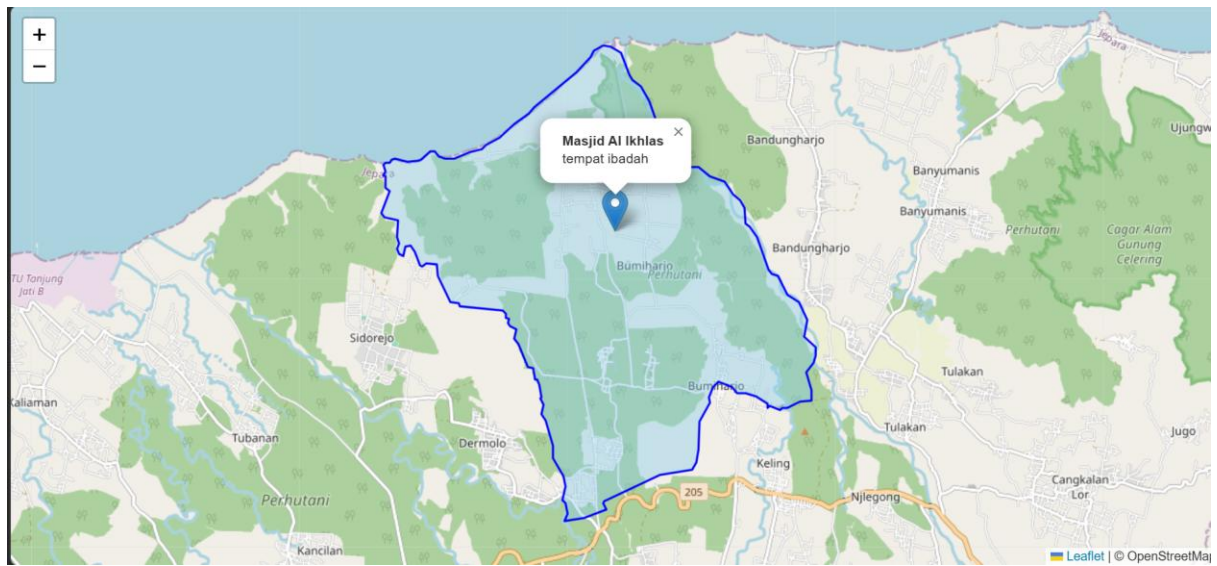 +
−
Jepara
Masjid Al Ikhlas ×
tempat ibadah
Bandungharjo
Ujungw
Banyumanis
Jepara
Banyumanis
Perhutani
Cagar Alam
Gunung
Celering
Bandungharjo
TU Tanjung
Jati B
Bumiharjo
Perhutani
Sidorejo
Tulakan
Bumiharjo
Kaliaman
Tubanan
Dermolo
Tulakan
Jugo
Keling
205
Cangkalan
Lor
Perhutani
Njlegong
Kancilan
Leaflet | © OpenStreetMap